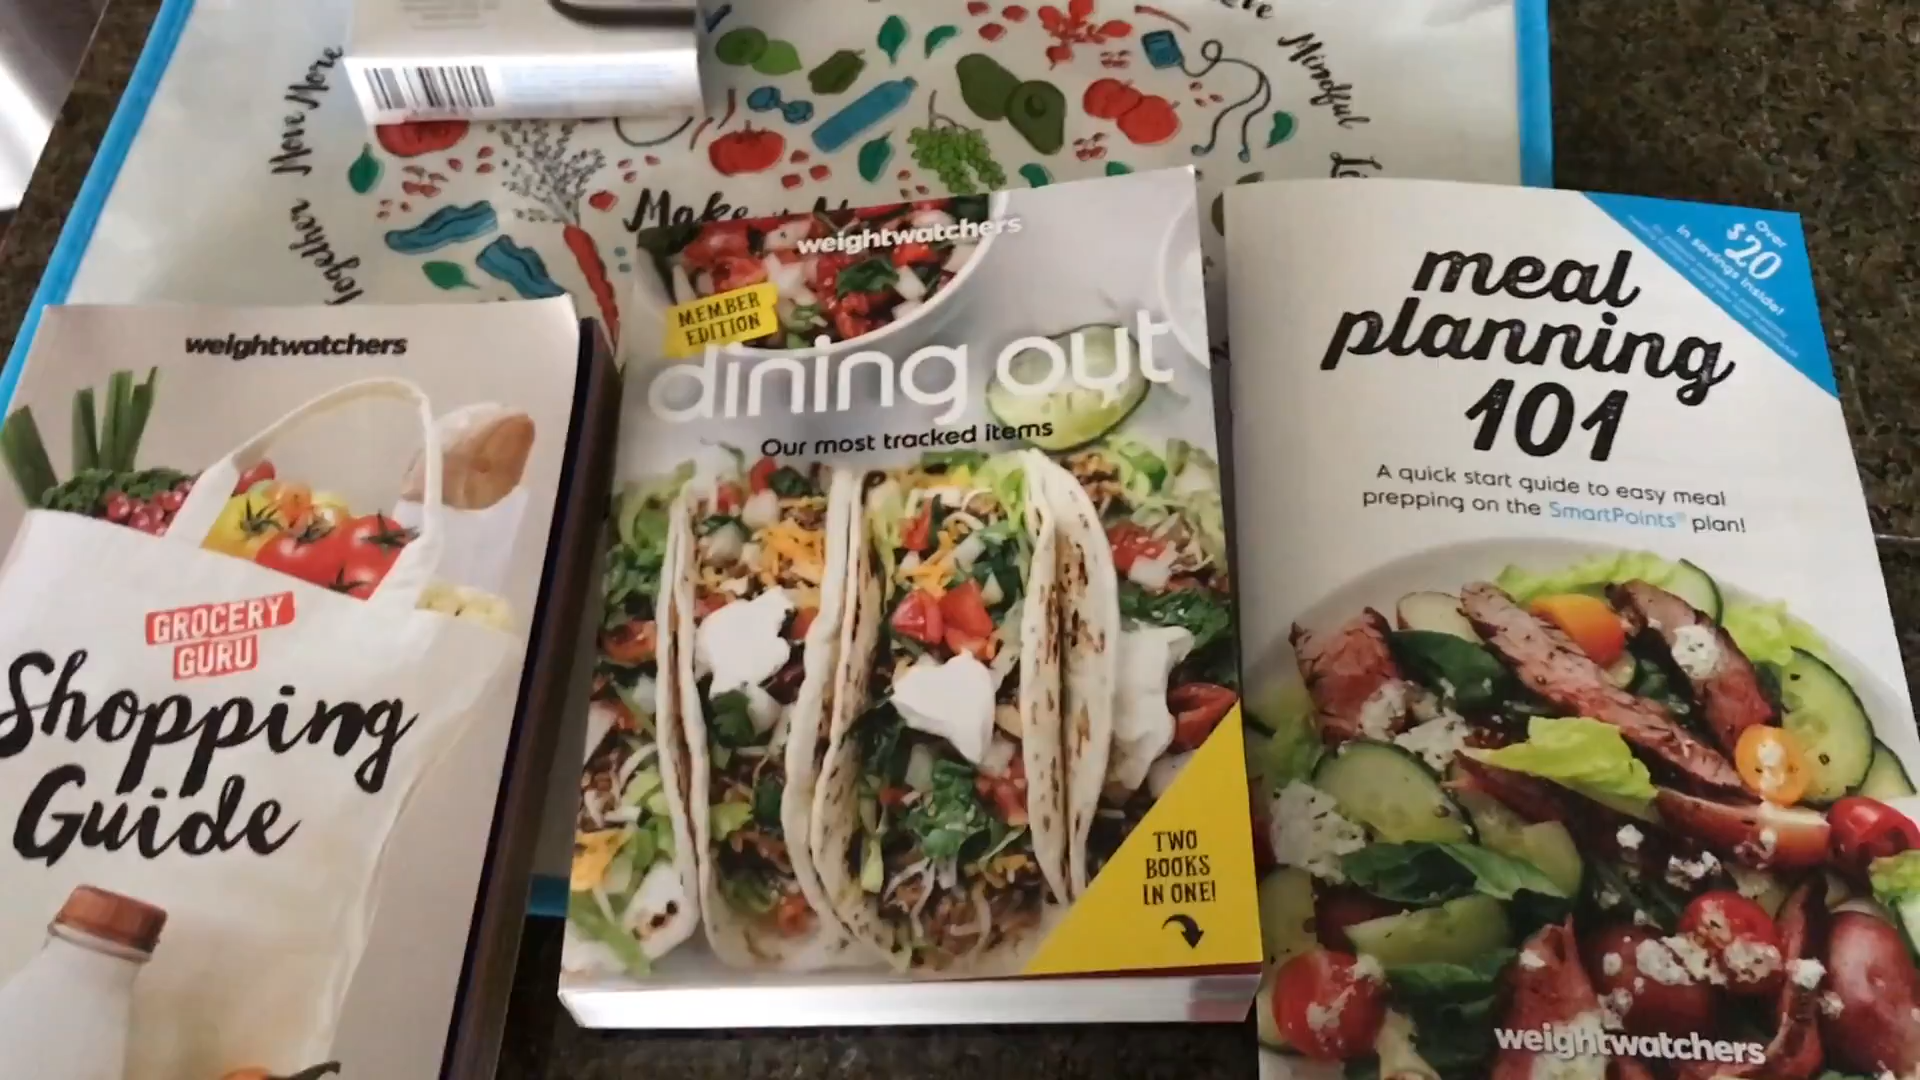 Together
Move More
Mindful
Make
weightwatchers
GROCERY
GURU
Shopping
Guide
weightwatchers
MEMBER
EDITION
dining out
Our most tracked items
TWO
BOOKS
IN ONE!
meal
planning
101
A quick start guide to easy meal
prepping on the SmartPoints® plan!
Over
$20
in savings inside!
weightwatchers